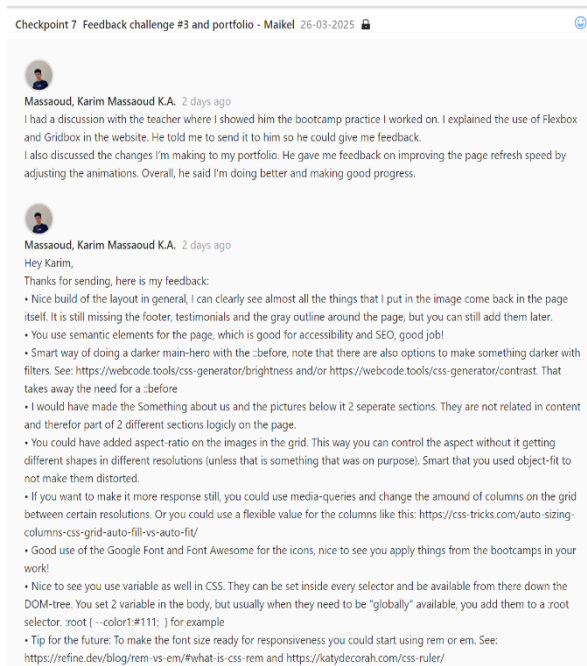 Checkpoint 7 Feedback challenge #3 and portfolio - Maikel 26-03-2025
Massaoud, Karim Massaoud K.A. 2 days ago
I had a discussion with the teacher where I showed him the bootcamp practice I worked on. I explained the use of Flexbox
and Gridbox in the website. He told me to send it to him so he could give me feedback.
I also discussed the changes I'm making to my portfolio. He gave me feedback on improving the page refresh speed by
adjusting the animations. Overall, he said I'm doing better and making good progress.
Massaoud, Karim Massaoud K.A. 2 days ago
Hey Karim,
Thanks for sending, here is my feedback:
• Nice build of the layout in general, I can clearly see almost all the things that I put in the image come back in the page
itself. It is still missing the footer, testimonials and the gray outline around the page, but you can still add them later.
• You use semantic elements for the page, which is good for accessibility and SEO, good job!
• Smart way of doing a darker main-hero with the ::before, note that there are also options to make something darker with
filters. See: https://webcode.tools/css-generator/brightness and/or https://webcode.tools/css-generator/contrast. That
takes away the need for a ::before
• I would have made the Something about us and the pictures below it 2 seperate sections. They are not related in content
and therefor part of 2 different sections logicly on the page.
• You could have added aspect-ratio on the images in the grid. This way you can control the aspect without it getting
different shapes in different resolutions (unless that is something that was on purpose). Smart that you used object-fit to
not make them distorted.
• If you want to make it more response still, you could use media-queries and change the amound of columns on the grid
between certain resolutions. Or you could use a flexible value for the columns like this: https://css-tricks.com/auto-sizing-
columns-css-grid-auto-fill-vs-auto-fit/
• Good use of the Google Font and Font Awesome for the icons, nice to see you apply things from the bootcamps in your
work!
• Nice to see you use variable as well in CSS. They can be set inside every selector and be available from there down the
DOM-tree. You set 2 variable in the body, but usually when they need to be "globally" available, you add them to a :root
selector. :root { --color1:#111; } for example
• Tip for the future: To make the font size ready for responsiveness you could start using rem or em. See:
https://refine.dev/blog/rem-vs-em/#what-is-css-rem and https://katydecorah.com/css-ruler/